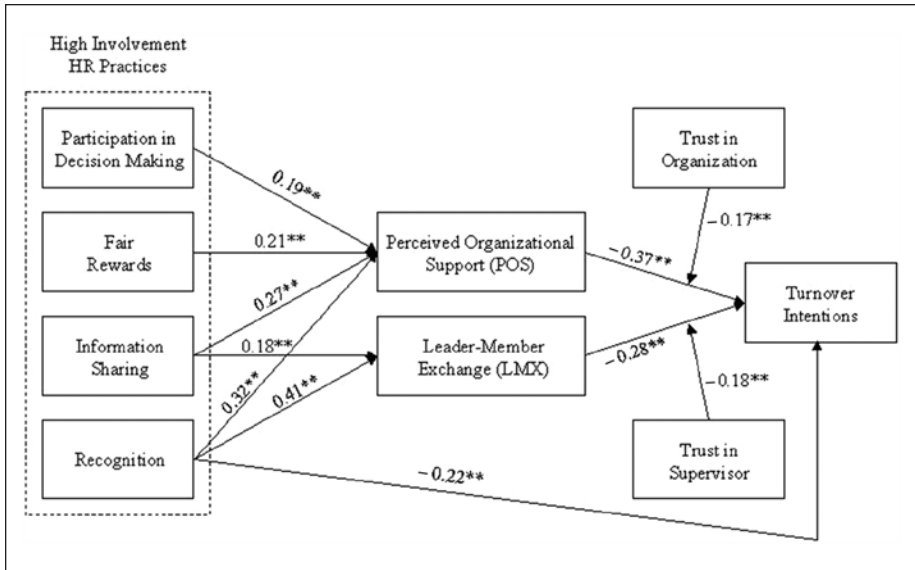 High Involvement
HR Practices
Participation in
Decision Making
Fair
Rewards
Information
Sharing
Recognition
0.19**
0.21**
0.27**
0.18**
0.32**
0.41**
Perceived Organizational
Support (POS)
Leader-Member
Exchange (LMX)
Trust in
Organization
−0.17**
−0.37**
−0.28**
−0.18**
Turnover
Intentions
Trust in
Supervisor
−0.22**